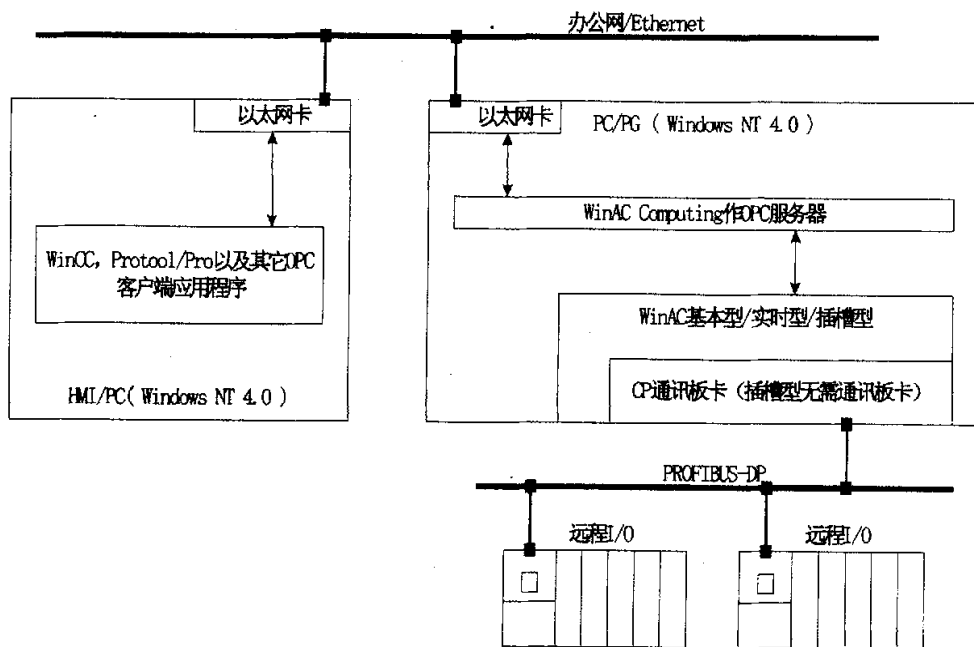 办公网/Ethernet
以太网卡
以太网卡
PC/PG ( Windows NT 4.0 )
WinAC Computing作OPC服务器
WinCC, Protool/Pro以及其它OPC
客户端应用程序
WinAC基本型/实时型/插槽型
CP通讯板卡（插槽型无需通讯板卡）
HMI/PC( Windows NT 4.0 )
PROFIBUS-DP
远程I/O
远程I/O